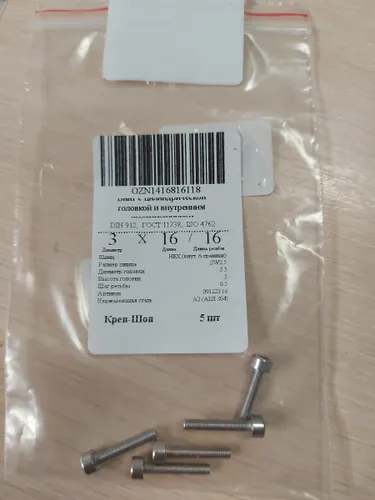 OZN1416816118
Винт с цилиндрической
головкой и внутренним
DIN 912, ГОСТ 11738, ISO 4762
3 X 16 / 16
Диаметр Длина Длина резьбы
Шлиц HEX (внут. 6-гранник)
Размер шлица SW2.5
Диаметр головки 5.5
Высота головки 3
Шаг резьбы 0.5
Артикул
Нержавеющая сталь A2 (AISI 304)
Креп-Шоп 5 шт